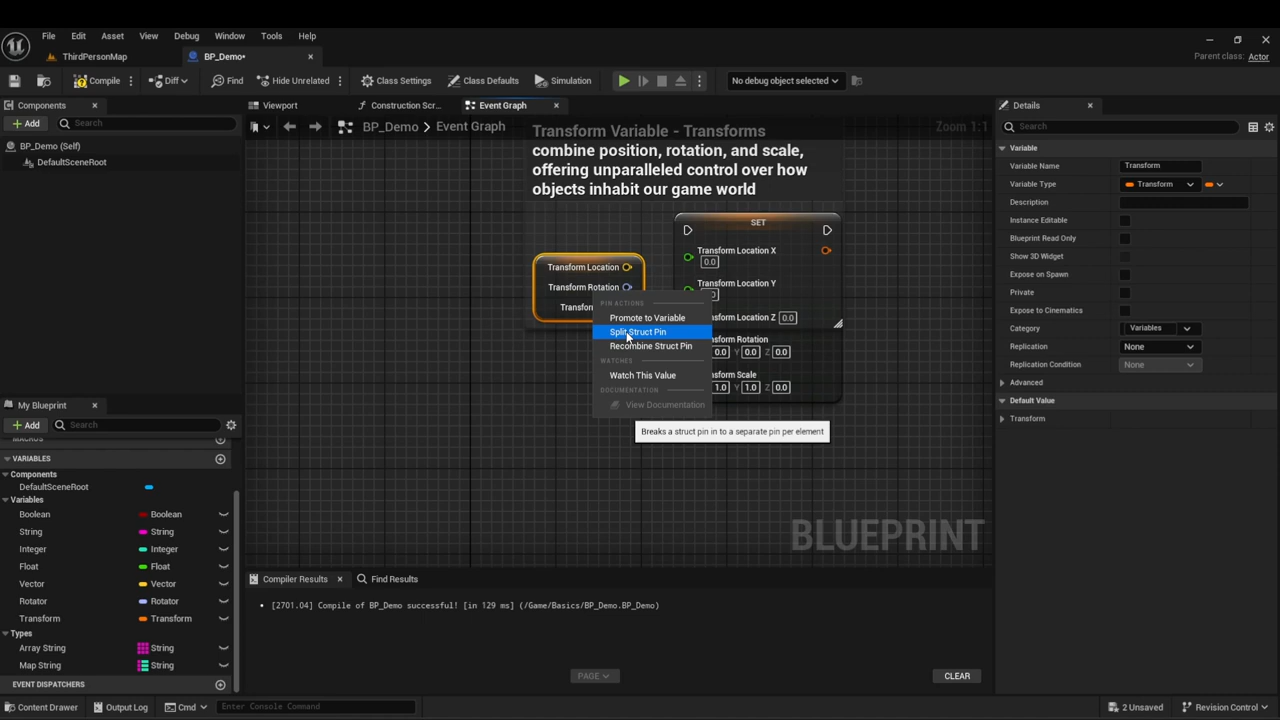 File Edit Asset View Debug Window Tools Help
ThirdPersonMap
BP_Demo•
Parent class: Actor
Compile Diff Find Hide Unrelated Class Settings Class Defaults Simulation No debug object selected
Components
+ Add Search
BP_Demo (Self)
DefaultSceneRoot
Viewport Construction Scr... Event Graph
BP_Demo > Event Graph
Zoom 1:1
Transform Variable - Transforms
combine position, rotation, and scale,
offering unparalleled control over how
objects inhabit our game world
SET
Transform Location X
0.0
Transform Location Y
Transform Location
Transform Rotation
PIN ACTIONS
Promote to Variable
Split Struct Pin
Recombine Struct Pin
WATCHES
Watch This Value
DOCUMENTATION
View Documentation
Breaks a struct pin in to a separate pin per element
0.0
0.0 Y 0.0 Z 0.0
1.0 Y 1.0 Z 0.0
BLUEPRINT
Details
Search
Variable
Variable Name Transform
Variable Type Transform
Description
Instance Editable
Blueprint Read Only
Show 3D Widget
Expose on Spawn
Private
Expose to Cinematics
Category Variables
Replication None
Replication Condition None
Advanced
Default Value
Transform
My Blueprint
+ Add Search
MACROS
VARIABLES
Components
DefaultSceneRoot
Variables
Boolean Boolean
String String
Integer Integer
Float Float
Vector Vector
Rotator Rotator
Transform Transform
Types
Array String String
Map String String
EVENT DISPATCHERS
Compiler Results Find Results
• [2701.04] Compile of BP_Demo successful! [in 129 ms] (/Game/Basics/BP_Demo.BP_Demo)
PAGE
CLEAR
Content Drawer Output Log Cmd Enter Console Command
2 Unsaved Revision Control